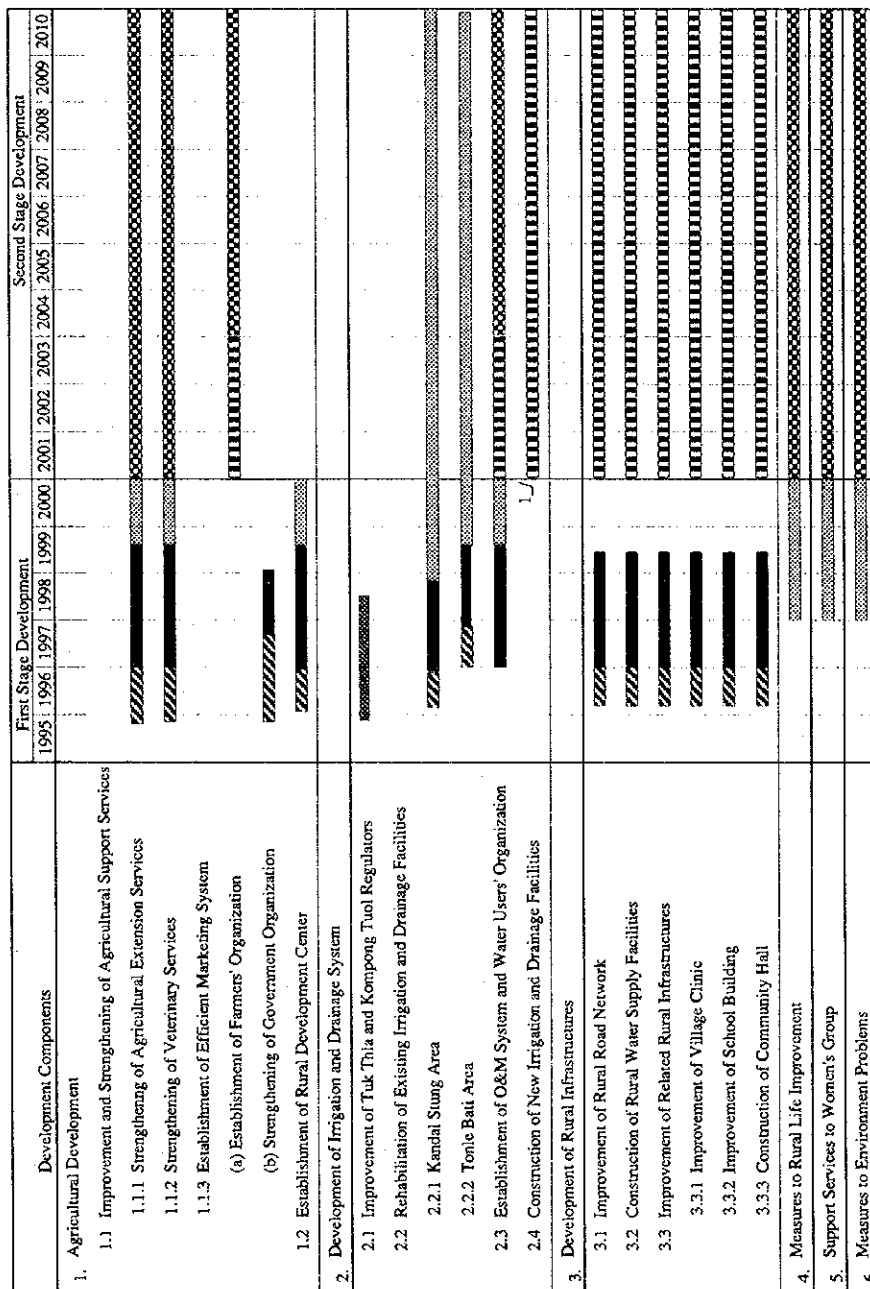 Development Components
First Stage Development
Second Stage Development
1995 1996 1997 1998 1999 2000 2001 2002 2003 2004 2005 2006 2007 2008 2009 2010
1. Agricultural Development
1.1 Improvement and Strengthening of Agricultural Support Services
1.1.1 Strengthening of Agricultural Extension Services
1.1.2 Strengthening of Veterinary Services
1.1.3 Establishment of Efficient Marketing System
(a) Establishment of Farmers' Organization
(b) Strengthening of Government Organization
1.2 Establishment of Rural Development Center
2. Development of Irrigation and Drainage System
2.1 Improvement of Tuk Thla and Kompong Tuol Regulators
2.2 Rehabilitation of Existing Irrigation and Drainage Facilities
2.2.1 Kandal Stung Area
2.2.2 Tonle Bati Area
2.3 Establishment of O&M System and Water Users' Organization
2.4 Construction of New Irrigation and Drainage Facilities
1_/
3. Development of Rural Infrastructures
3.1 Improvement of Rural Road Network
3.2 Construction of Rural Water Supply Facilities
3.3 Improvement of Related Rural Infrastructures
3.3.1 Improvement of Village Clinic
3.3.2 Improvement of School Building
3.3.3 Construction of Community Hall
4. Measures to Rural Life Improvement
5. Support Services to Women's Group
6. Measures to Environment Problems